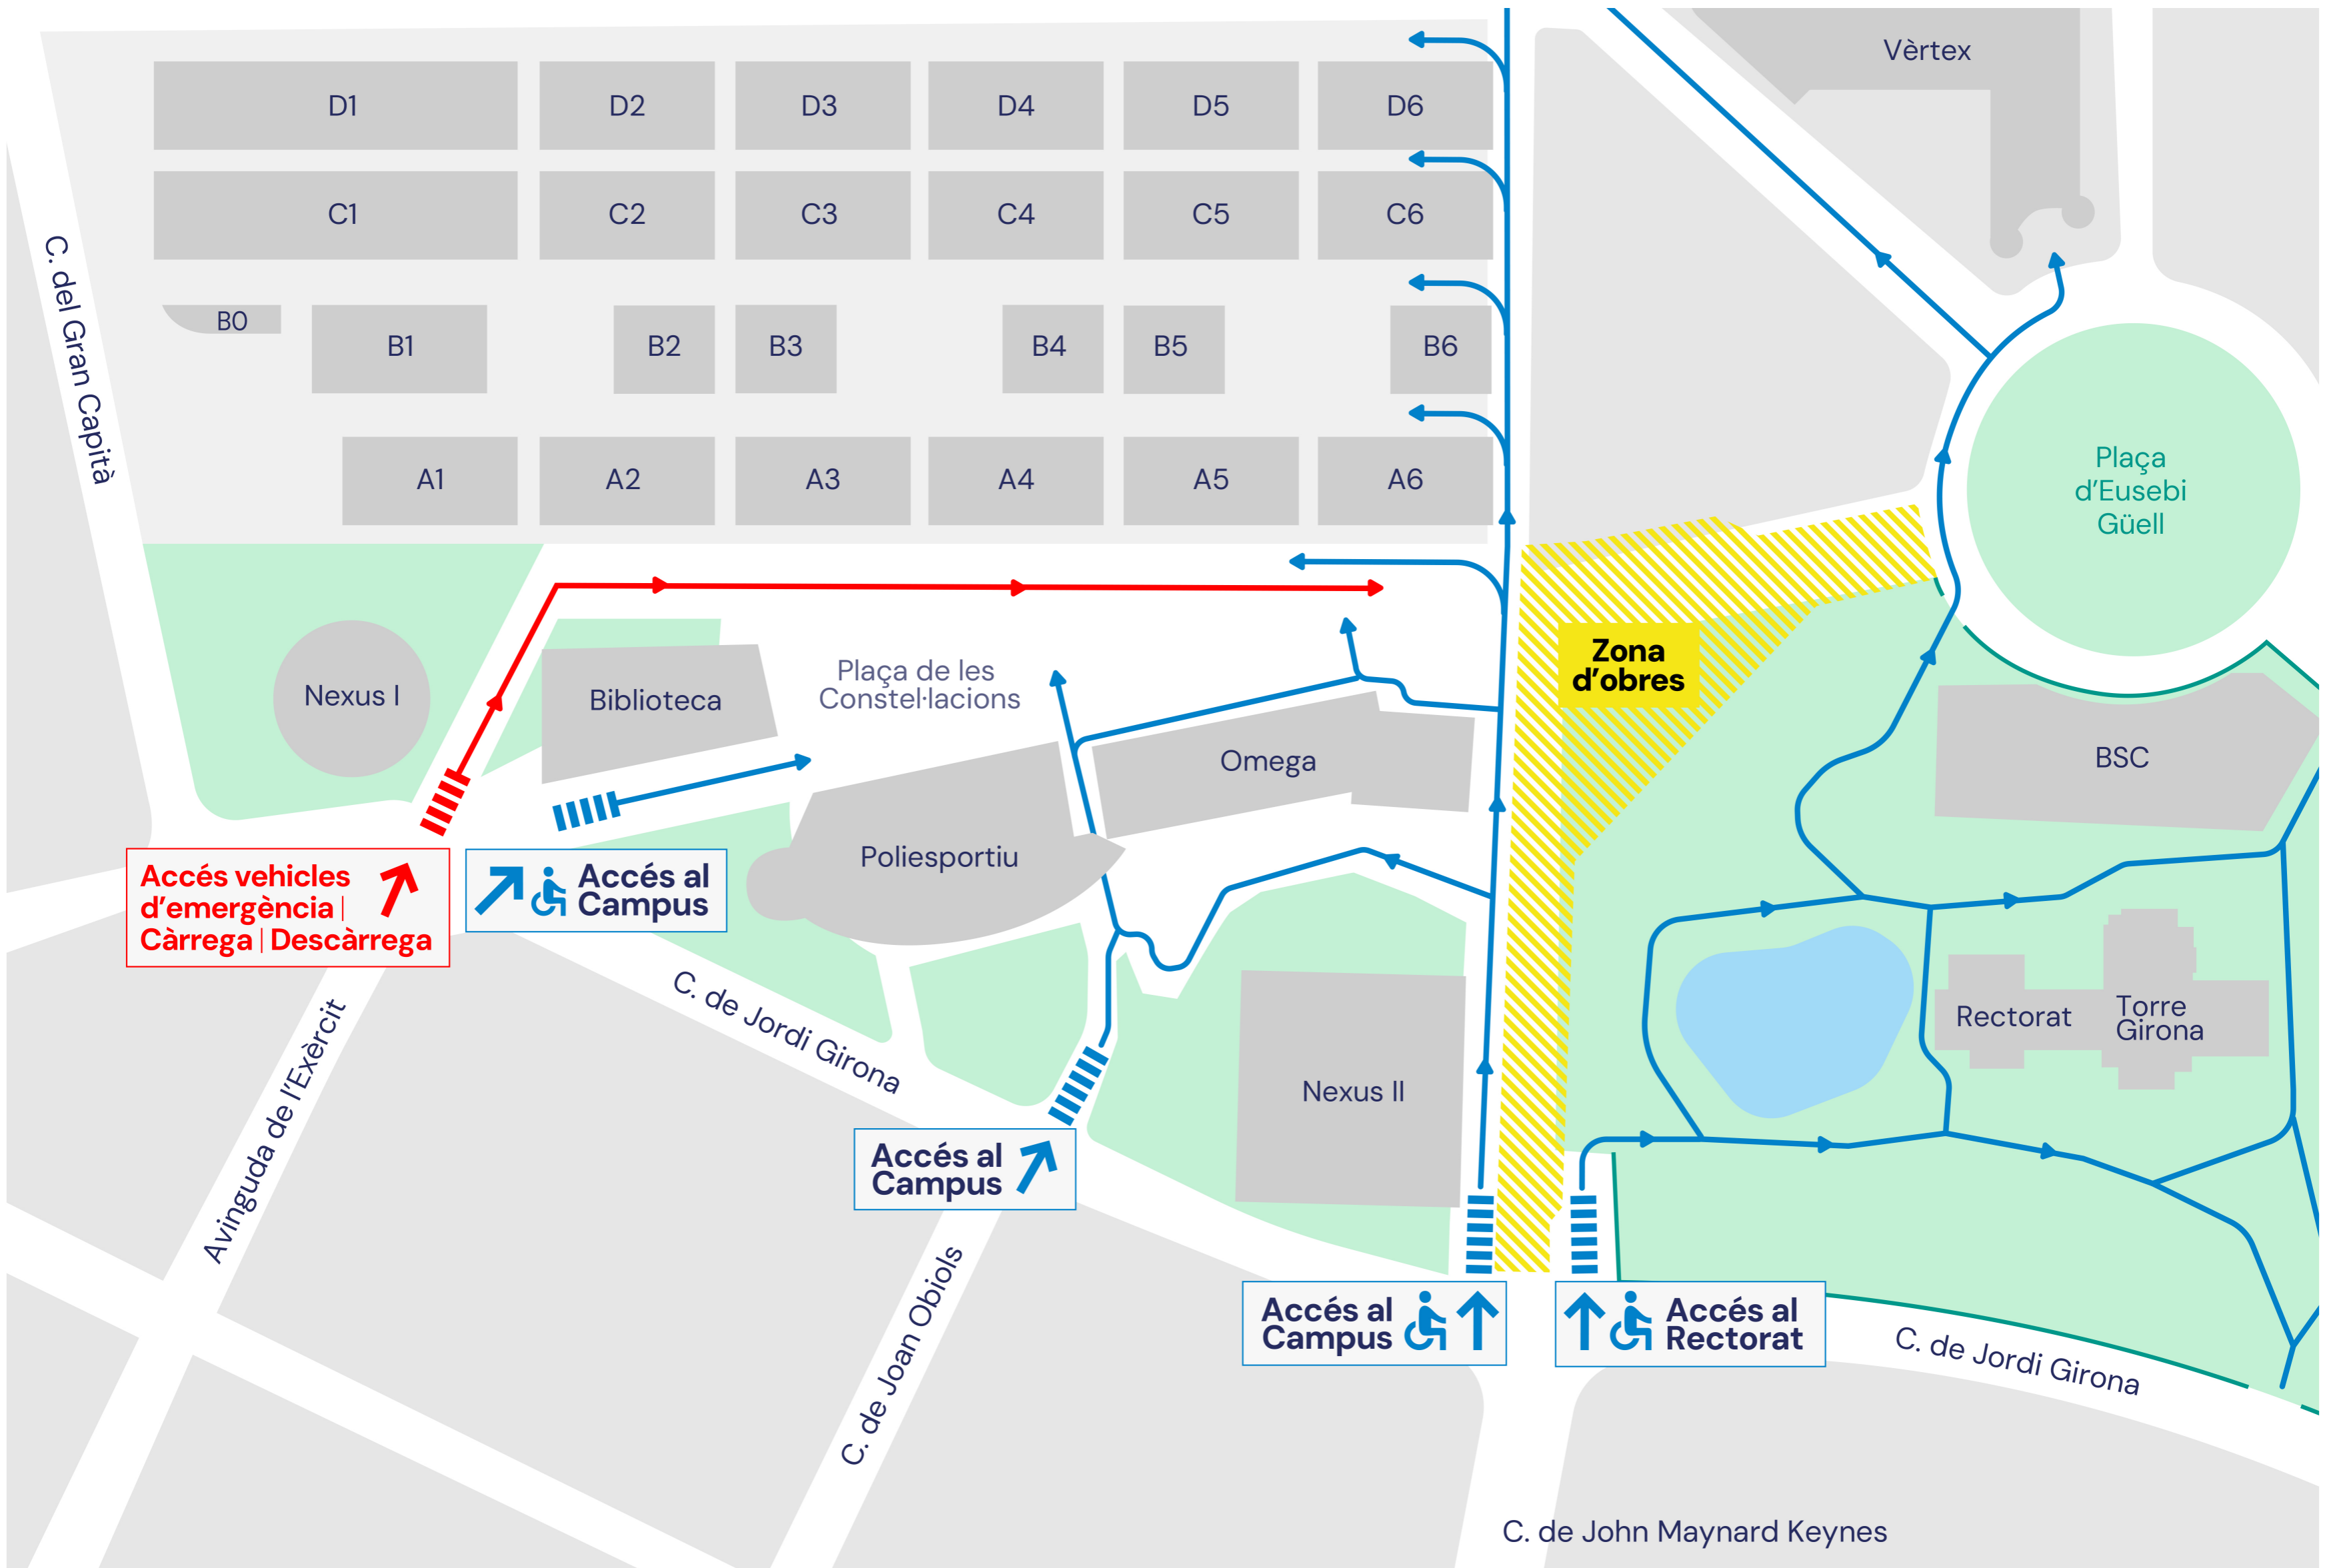 Vèrtex
D1
D2
D3
D4
D5
D6
C1
C2
C3
C4
C5
C6
C. del Gran Capità
B0
B1
B2
B3
B4
B5
B6
A1
A2
A3
A4
A5
A6
Plaça
d'Eusebi
Güell
Nexus I
Biblioteca
Plaça de les
Constel·lacions
Zona
d'obres
Omega
BSC
Poliesportiu
Accés vehicles
d'emergència |
Càrrega | Descàrrega
Accés al
Campus
C. de Jordi Girona
Avinguda de l'Exèrcit
Rectorat
Torre
Girona
Nexus II
Accés al
Campus
C. de Joan Obiols
Accés al
Campus
Accés al
Rectorat
C. de Jordi Girona
C. de John Maynard Keynes